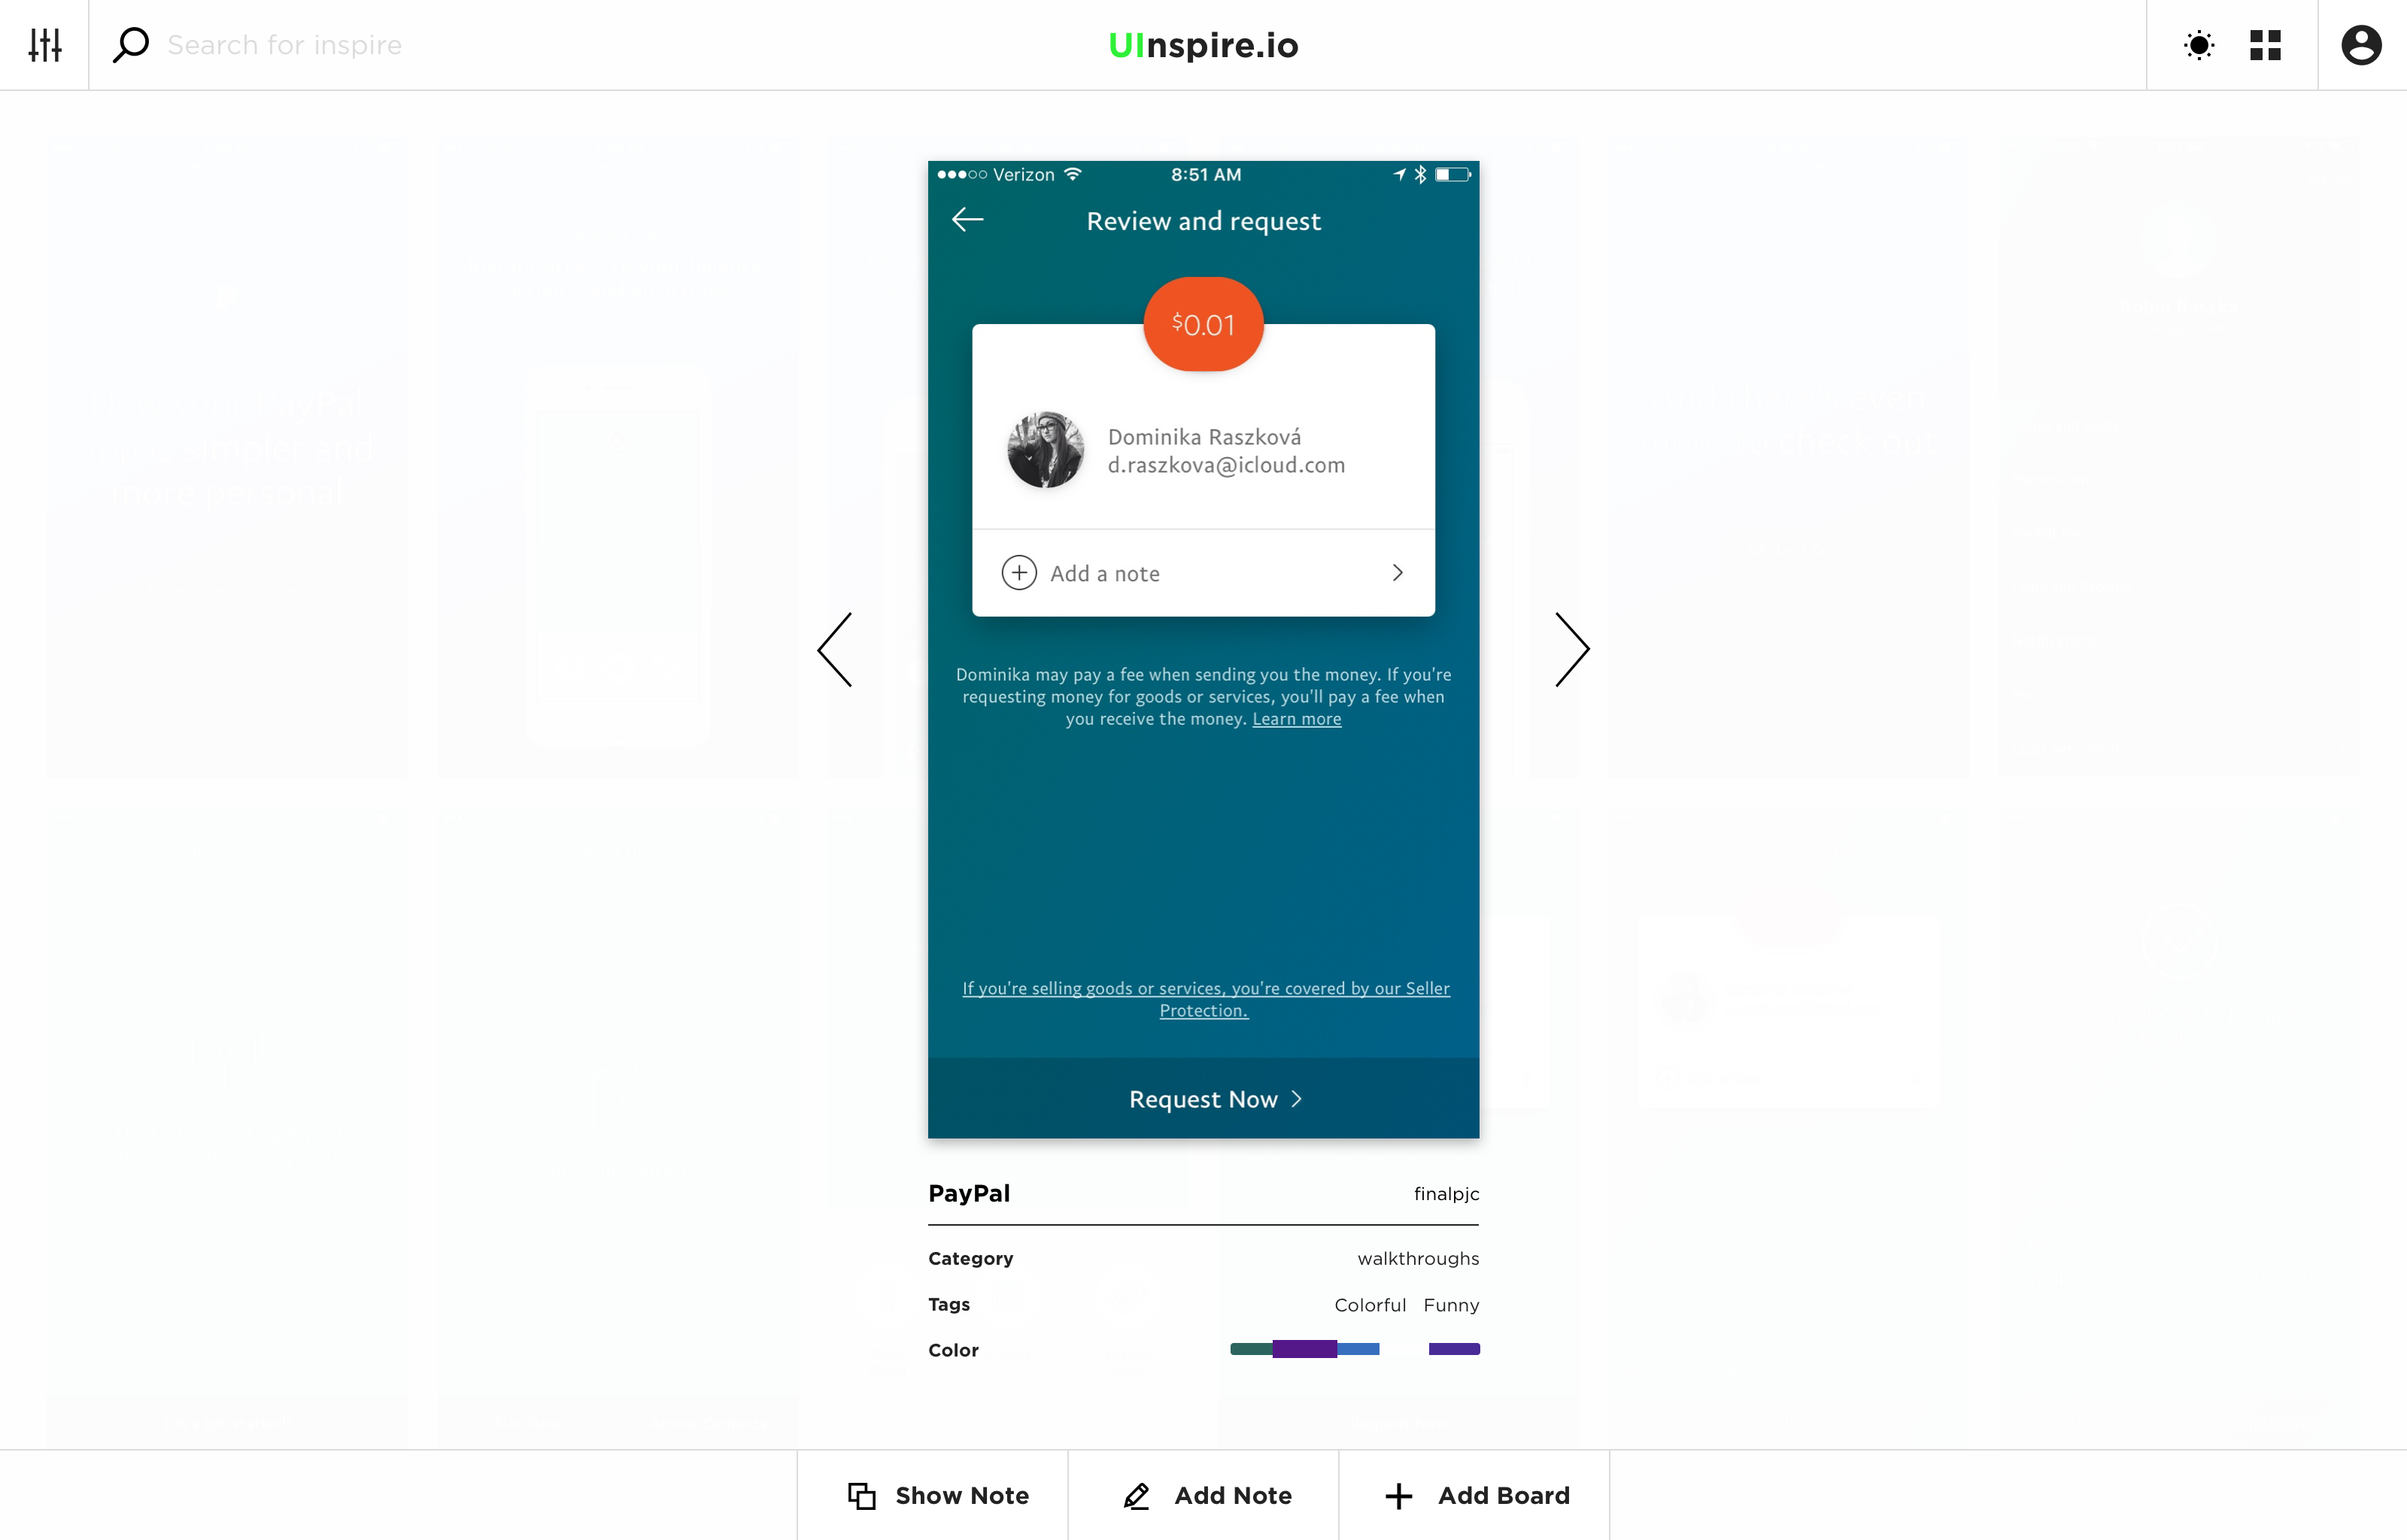 Search for inspire
UInspire.io
Verizon
8:51 AM
Review and request
$0.01
Dominika Raszková
d.raszkova@icloud.com
Add a note
Dominika may pay a fee when sending you the money. If you're
requesting money for goods or services, you'll pay a fee when
you receive the money. Learn more
If you're selling goods or services, you're covered by our Seller
Protection.
Request Now
PayPal
finalpjc
Category
walkthroughs
Tags
Colorful Funny
Color
Show Note
Add Note
Add Board